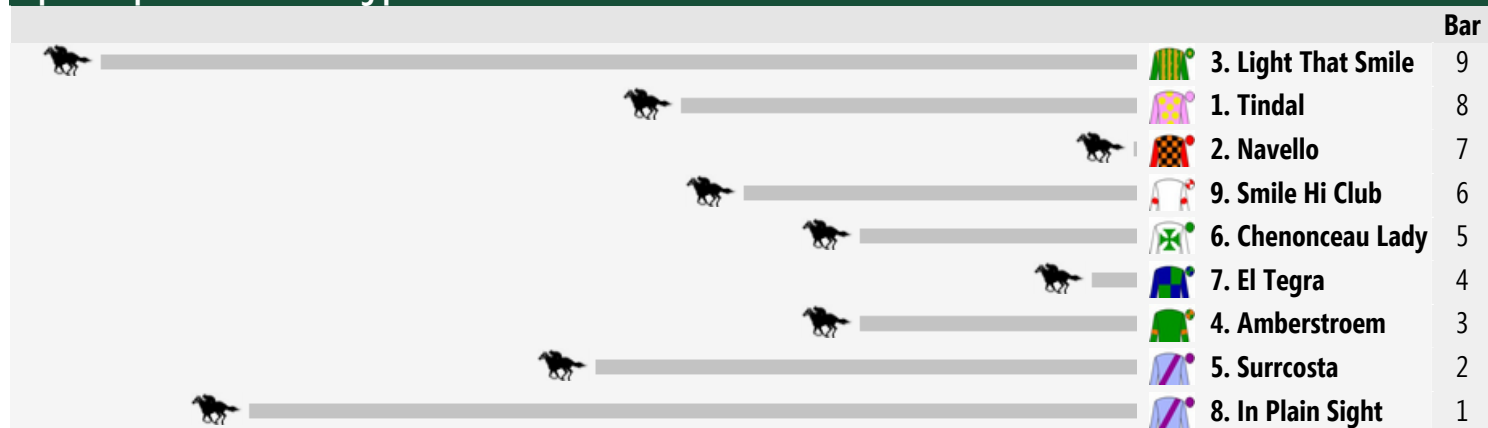 Bar
3. Light That Smile 9
1. Tindal 8
2. Navello 7
9. Smile Hi Club 6
6. Chenonceau Lady 5
7. El Tegra 4
4. Amberstroem 3
5. Surrcosta 2
8. In Plain Sight 1